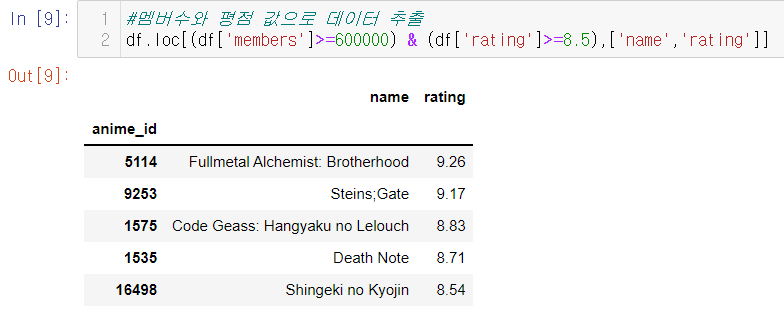 In [9]:
1 #멤버수와 평점 값으로 데이터 추출
2 df.loc[(df['members']>=600000) & (df['rating']>=8.5),['name','rating']]
Out[9]:
name rating
anime_id
5114 Fullmetal Alchemist: Brotherhood 9.26
9253 Steins;Gate 9.17
1575 Code Geass: Hangyaku no Lelouch 8.83
1535 Death Note 8.71
16498 Shingeki no Kyojin 8.54